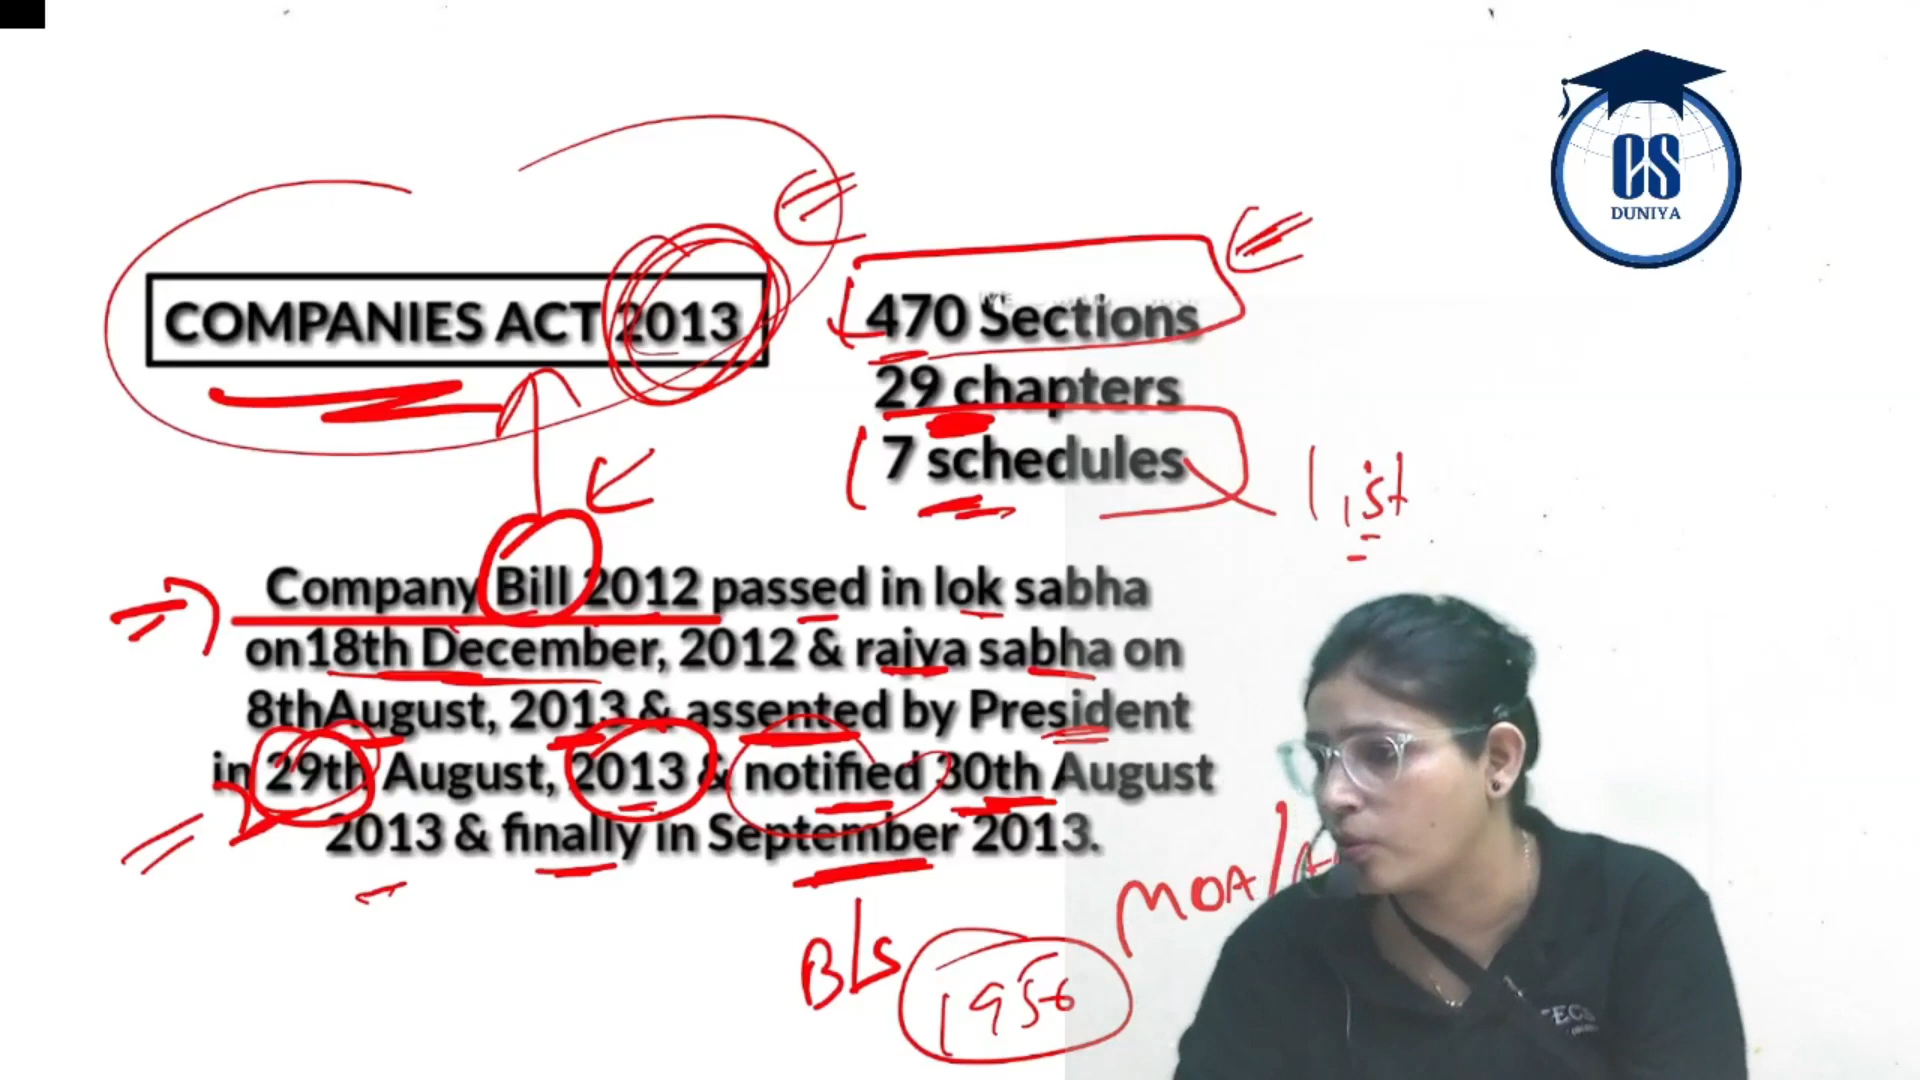 CS
DUNIYA
COMPANIES ACT 2013
470 Sections
29 chapters
7 schedules
list
Company Bill 2012 passed in lok sabha
on18th December, 2012 & rajya sabha on
8thAugust, 2013 & assented by President
in 29th August, 2013 & notified 30th August
2013 & finally in September 2013.
MOA/A
B/S
1956